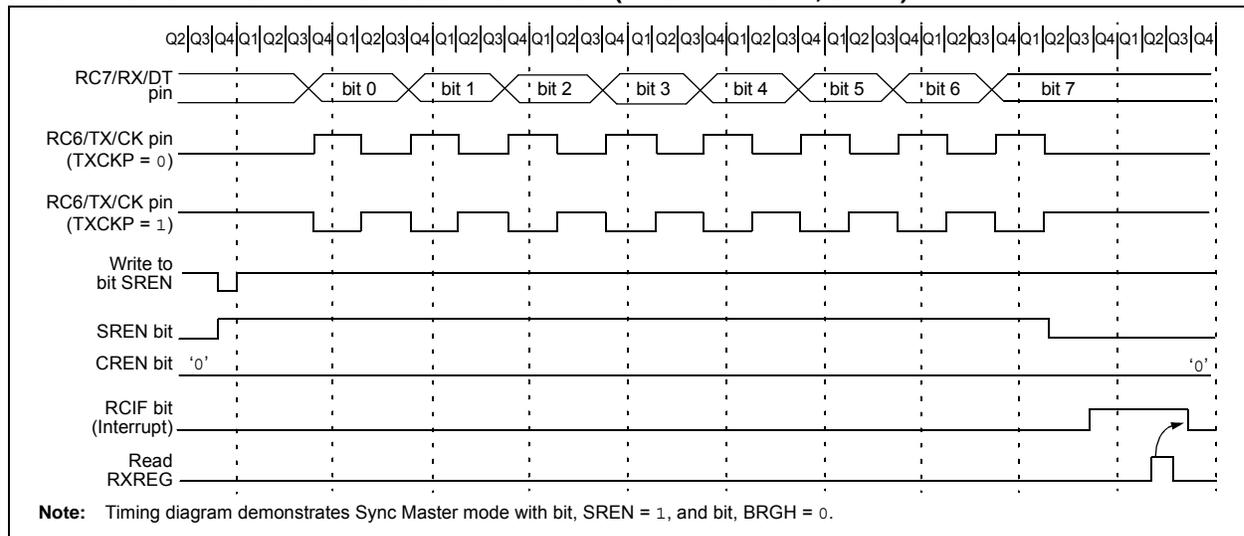 Q2 Q3 Q4 Q1 Q2 Q3 Q4 Q1 Q2 Q3 Q4 Q1 Q2 Q3 Q4 Q1 Q2 Q3 Q4 Q1 Q2 Q3 Q4 Q1 Q2 Q3 Q4 Q1 Q2 Q3 Q4 Q1 Q2 Q3 Q4 Q1 Q2 Q3 Q4 Q1 Q2 Q3 Q4
RC7/RX/DT
pin
bit 0 bit 1 bit 2 bit 3 bit 4 bit 5 bit 6 bit 7
RC6/TX/CK pin
(TXCKP = 0)
RC6/TX/CK pin
(TXCKP = 1)
Write to
bit SREN
SREN bit
CREN bit ‘0’ ‘0’
RCIF bit
(Interrupt)
Read
RXREG
Note: Timing diagram demonstrates Sync Master mode with bit, SREN = 1, and bit, BRGH = 0.